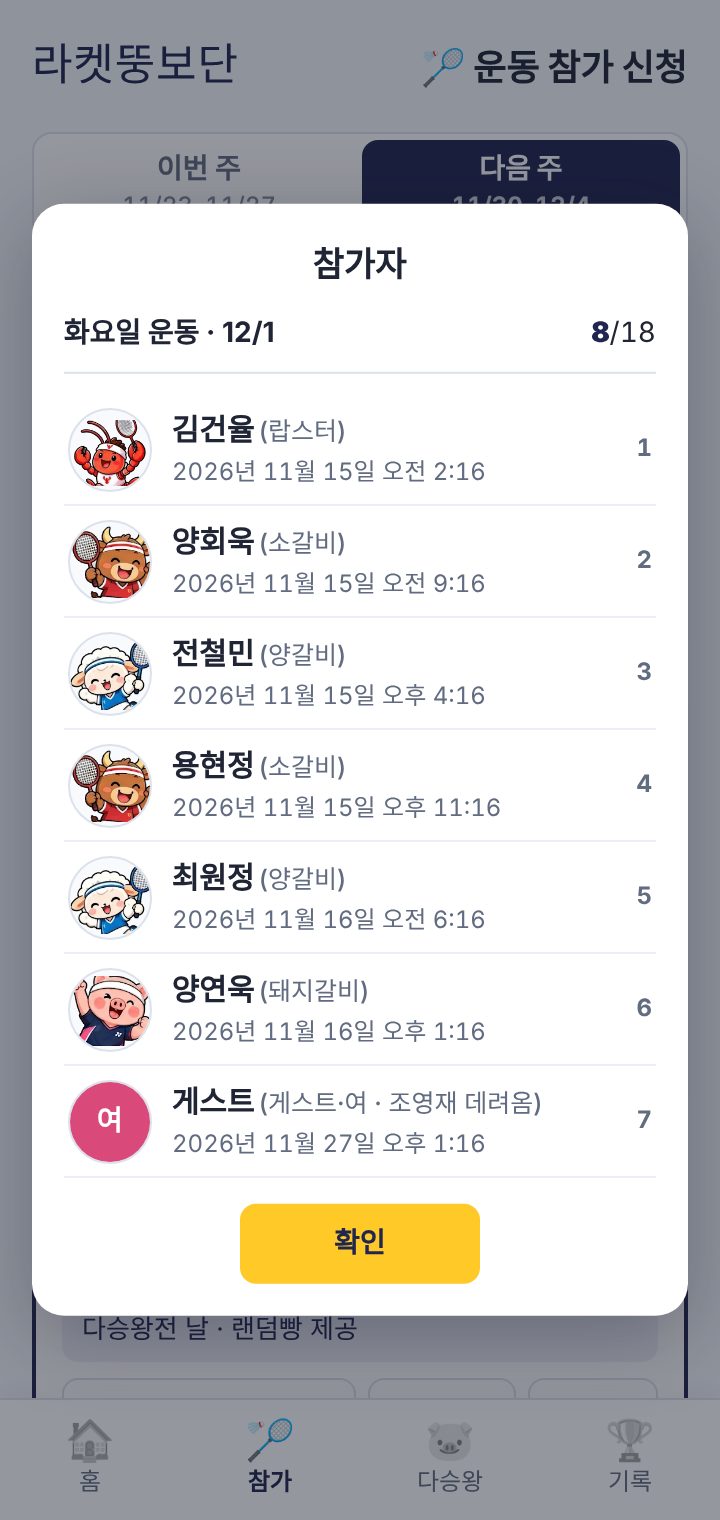 라켓뚱보단
🏸 운동 참가 신청
이번 주
다음 주
11/23-11/27
11/30-12/4
참가자
화요일 운동 · 12/1
8/18
김건율 (랍스터)
2026년 11월 15일 오전 2:16
1
양회욱 (소갈비)
2026년 11월 15일 오전 9:16
2
전철민 (양갈비)
2026년 11월 15일 오후 4:16
3
용현정 (소갈비)
2026년 11월 15일 오후 11:16
4
최원정 (양갈비)
2026년 11월 16일 오전 6:16
5
양연욱 (돼지갈비)
2026년 11월 16일 오후 1:16
6
여
게스트 (게스트·여 · 조영재 데려옴)
2026년 11월 27일 오후 1:16
7
확인
다승왕전 날 · 랜덤빵 제공
홈
참가
다승왕
기록